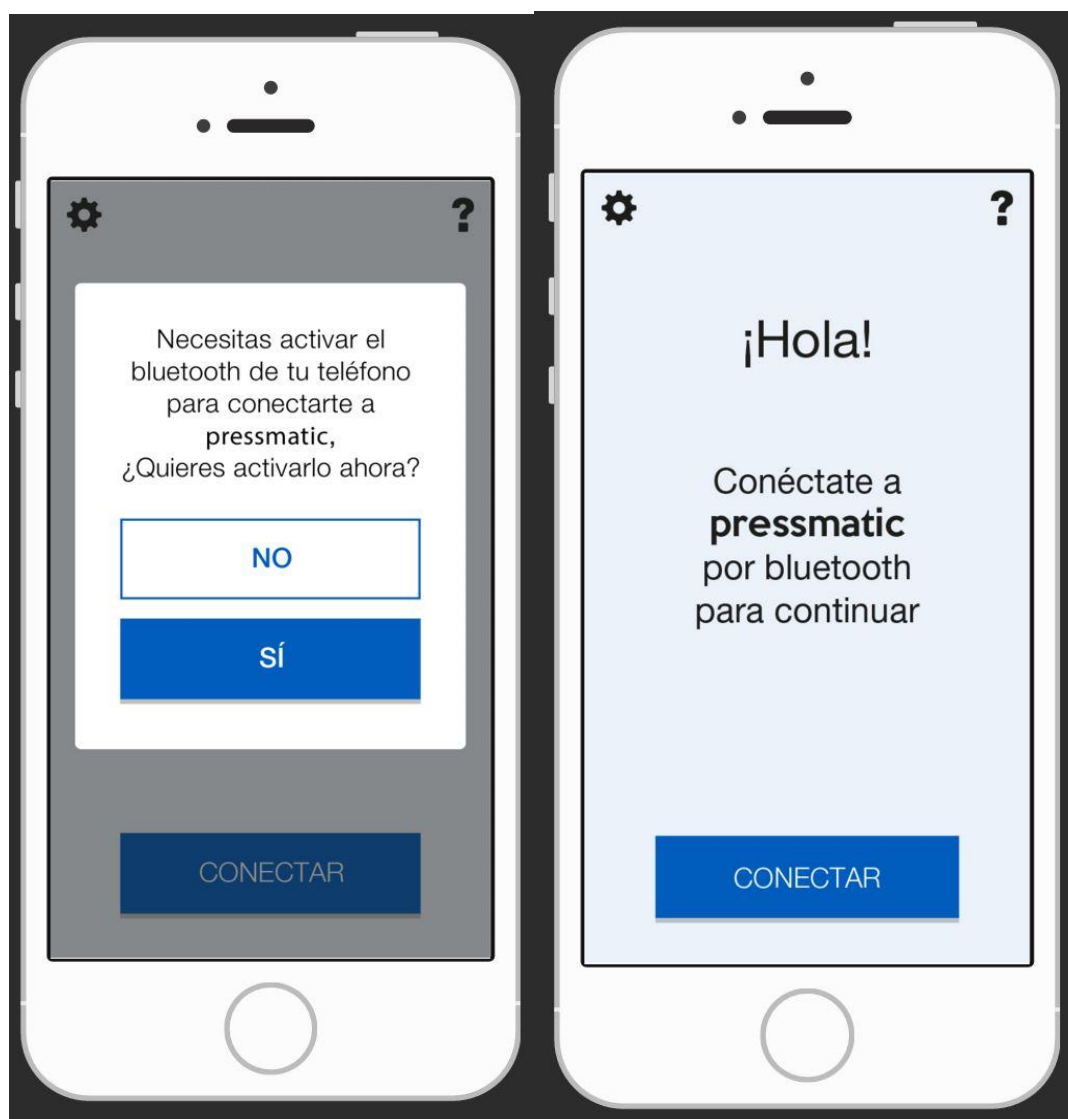 ?
Necesitas activar el
bluetooth de tu teléfono
para conectarte a
pressmatic,
¿Quieres activarlo ahora?
NO
SÍ
CONECTAR
?
¡Hola!
Conéctate a
pressmatic
por bluetooth
para continuar
CONECTAR